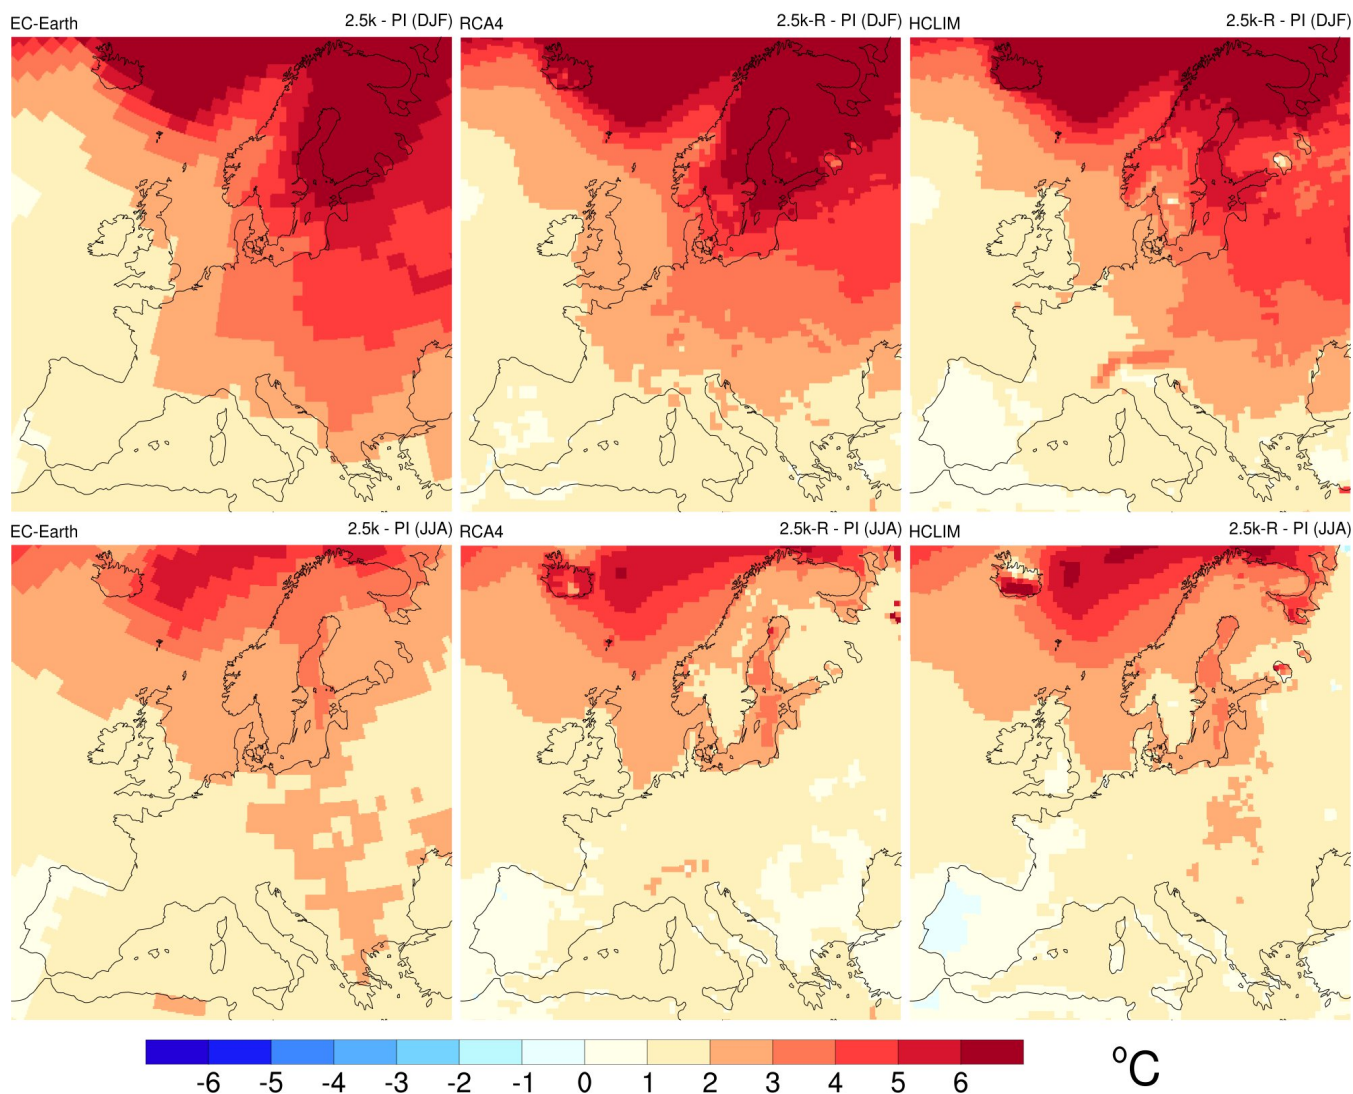 EC-Earth 2.5k - PI (DJF) RCA4 2.5k-R - PI (DJF) HCLIM 2.5k-R - PI (DJF)
EC-Earth 2.5k - PI (JJA) RCA4 2.5k-R - PI (JJA) HCLIM 2.5k-R - PI (JJA)
-6 -5 -4 -3 -2 -1 0 1 2 3 4 5 6 °C